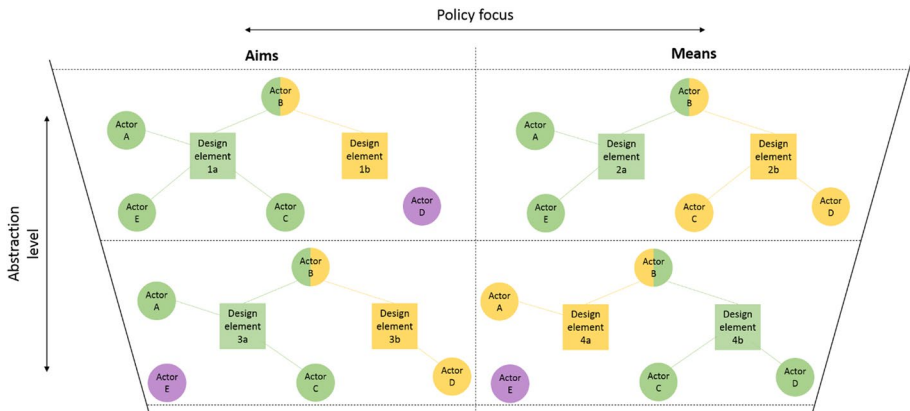 Policy focus
Aims
Means
Abstraction
level
Actor
B
Actor
A
Design
element
1a
Design
element
1b
Actor
E
Actor
C
Actor
D
Actor
B
Actor
A
Design
element
2a
Design
element
2b
Actor
E
Actor
C
Actor
D
Actor
B
Actor
A
Design
element
3a
Design
element
3b
Actor
E
Actor
C
Actor
D
Actor
B
Actor
A
Design
element
4a
Design
element
4b
Actor
E
Actor
C
Actor
D